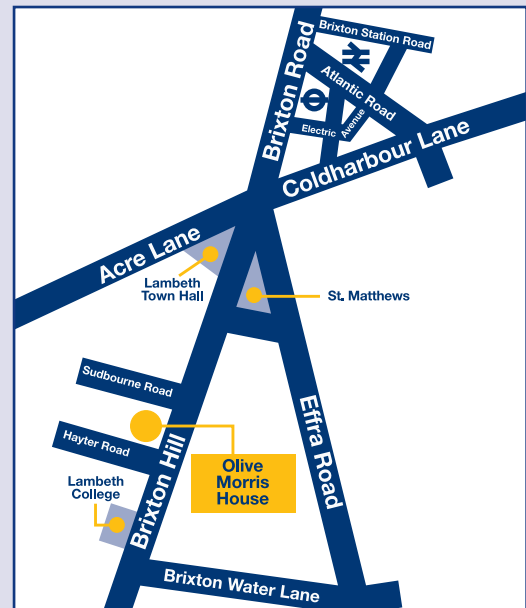 Brixton Station Road
Brixton Road
Atlantic Road
Electric
Avenue
Coldharbour Lane
Acre Lane
Lambeth
Town Hall
St. Matthews
Sudbourne Road
Hayter Road
Effra Road
Olive
Morris
House
Lambeth
College
Brixton Hill
Brixton Water Lane